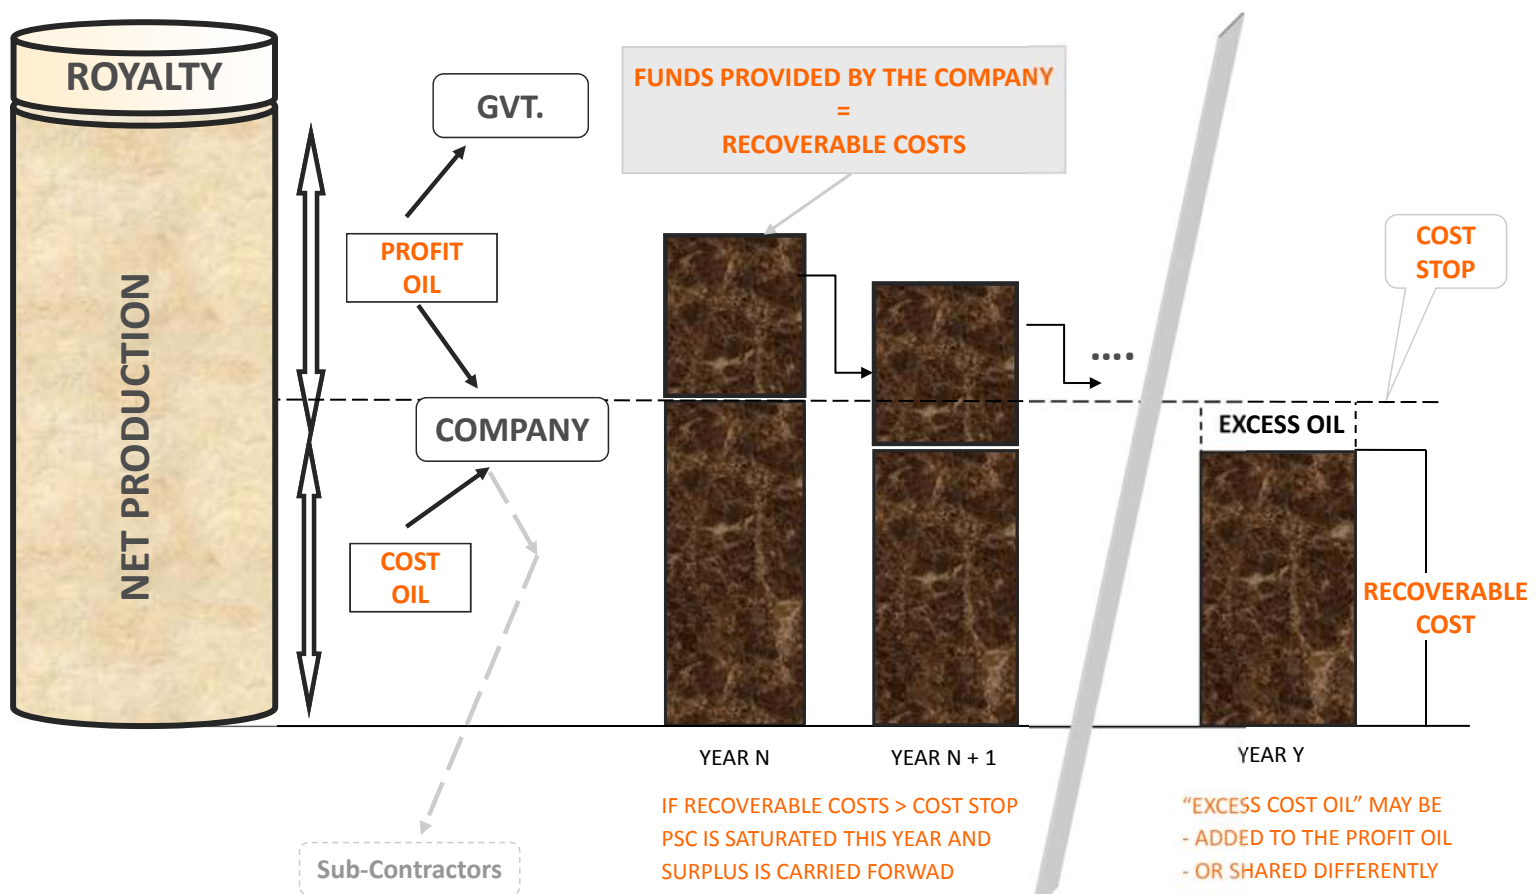 ROYALTY
NET PRODUCTION
GVT.
PROFIT
OIL
COMPANY
COST
OIL
Sub-Contractors
FUNDS PROVIDED BY THE COMPANY
=
RECOVERABLE COSTS
....
COST
STOP
EXCESS OIL
RECOVERABLE
COST
YEAR N
YEAR N + 1
YEAR Y
IF RECOVERABLE COSTS > COST STOP
PSC IS SATURATED THIS YEAR AND
SURPLUS IS CARRIED FORWAD
“EXCESS COST OIL” MAY BE
- ADDED TO THE PROFIT OIL
- OR SHARED DIFFERENTLY